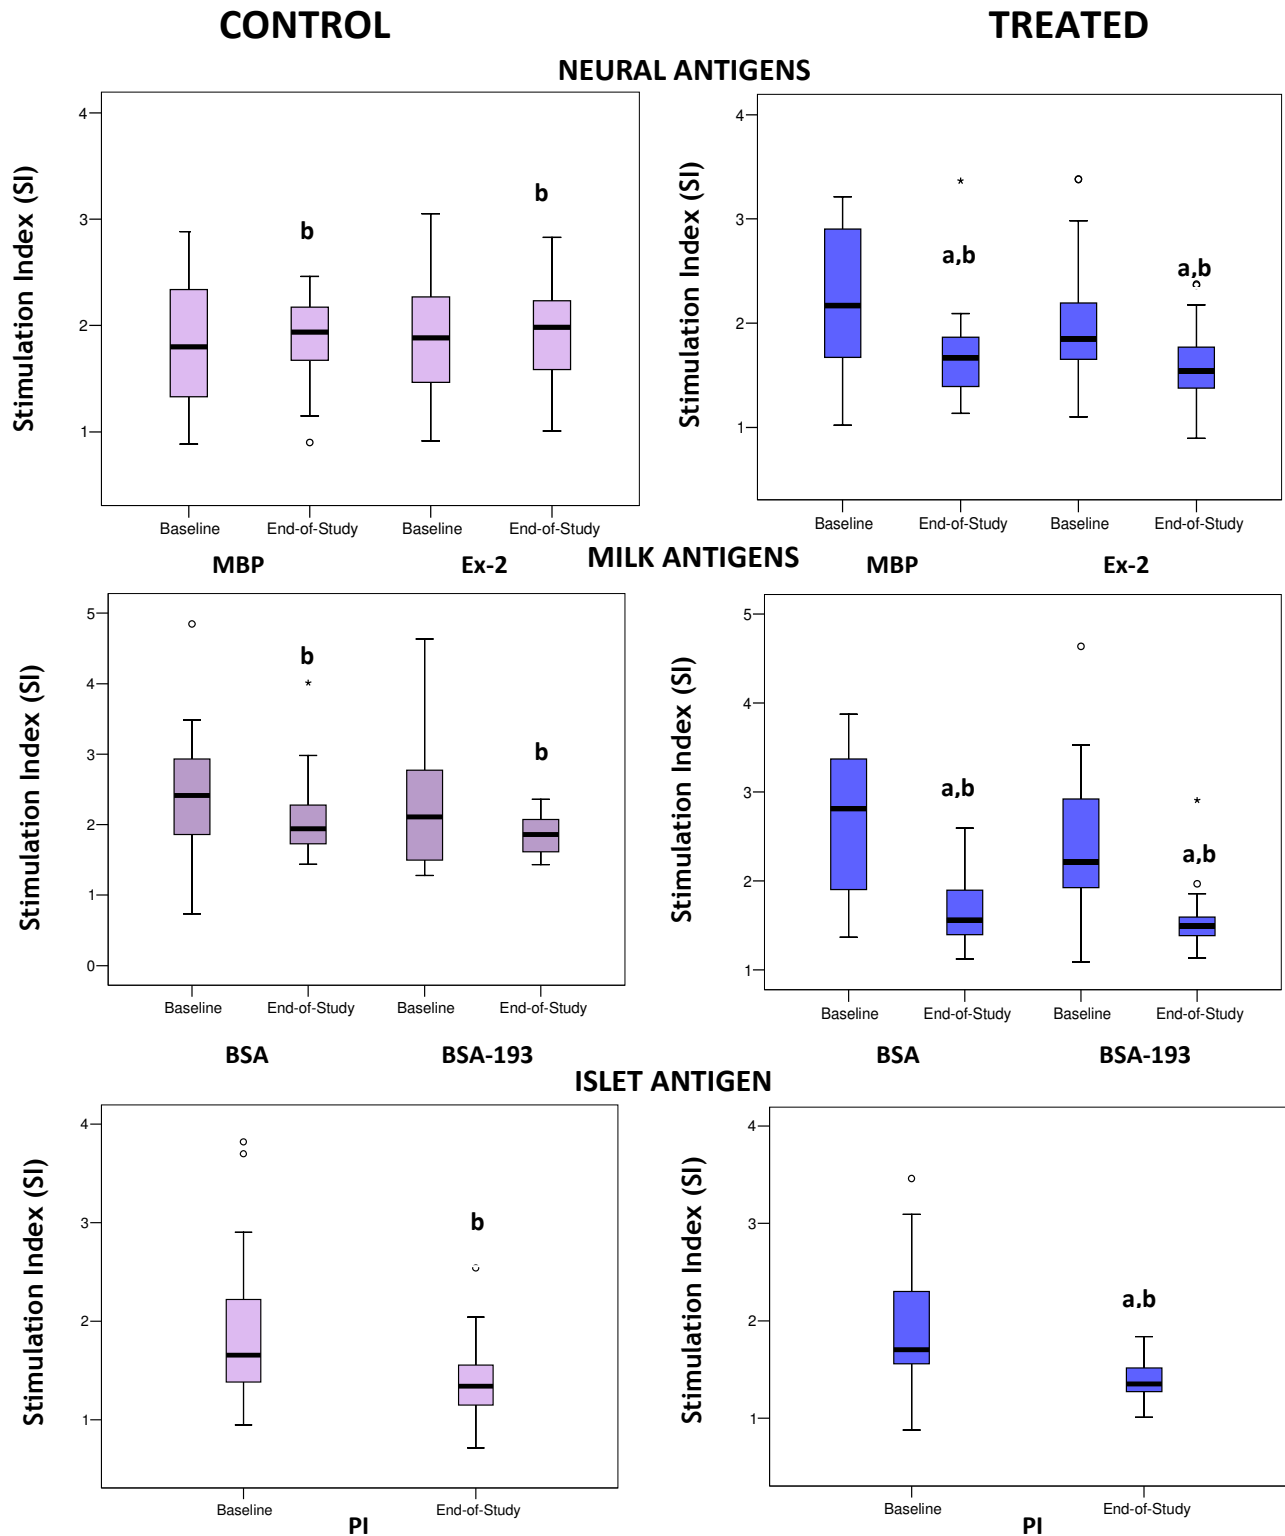 CONTROL
TREATED
NEURAL ANTIGENS
Stimulation Index (SI)
4
3
2
1
b
b
Baseline
End-of-Study
Baseline
End-of-Study
MBP
Ex-2
Stimulation Index (SI)
4
3
2
1
*
a,b
a,b
Baseline
End-of-Study
Baseline
End-of-Study
MBP
Ex-2
MILK ANTIGENS
Stimulation Index (SI)
5
4
3
2
1
0
b
*
b
Baseline
End-of-Study
Baseline
End-of-Study
BSA
BSA-193
Stimulation Index (SI)
5
4
3
2
1
a,b
*
a,b
Baseline
End-of-Study
Baseline
End-of-Study
BSA
BSA-193
ISLET ANTIGEN
Stimulation Index (SI)
4
3
2
1
b
Baseline
End-of-Study
PI
Stimulation Index (SI)
4
3
2
1
a,b
Baseline
End-of-Study
PI